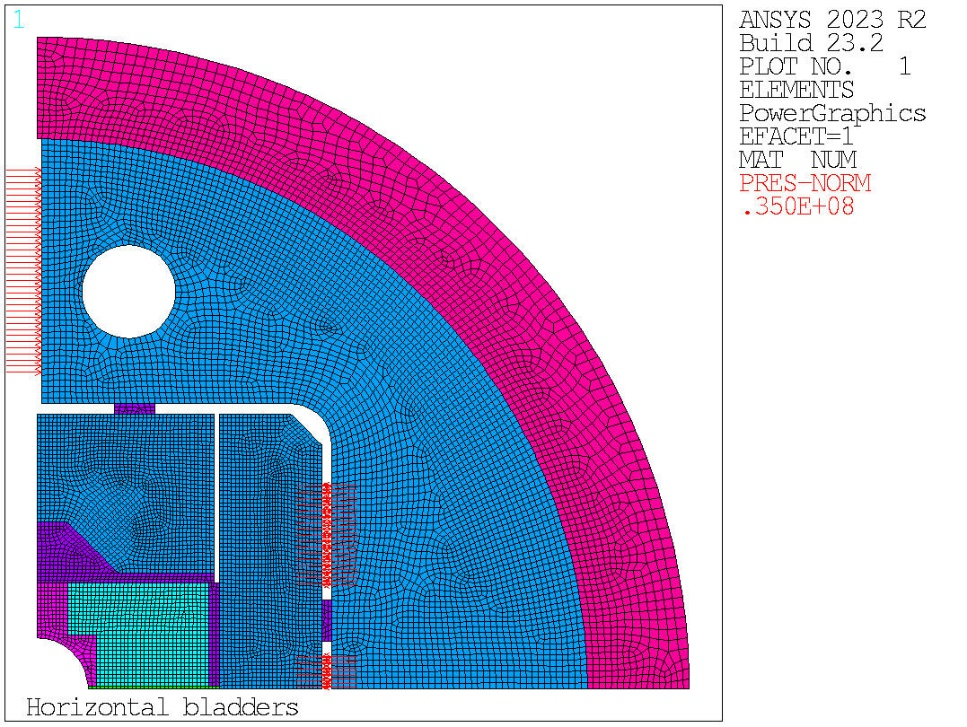 1
ANSYS 2023 R2
Build 23.2
PLOT NO. 1
ELEMENTS
PowerGraphics
EFACET=1
MAT NUM
PRES-NORM
.350E+08
Horizontal bladders